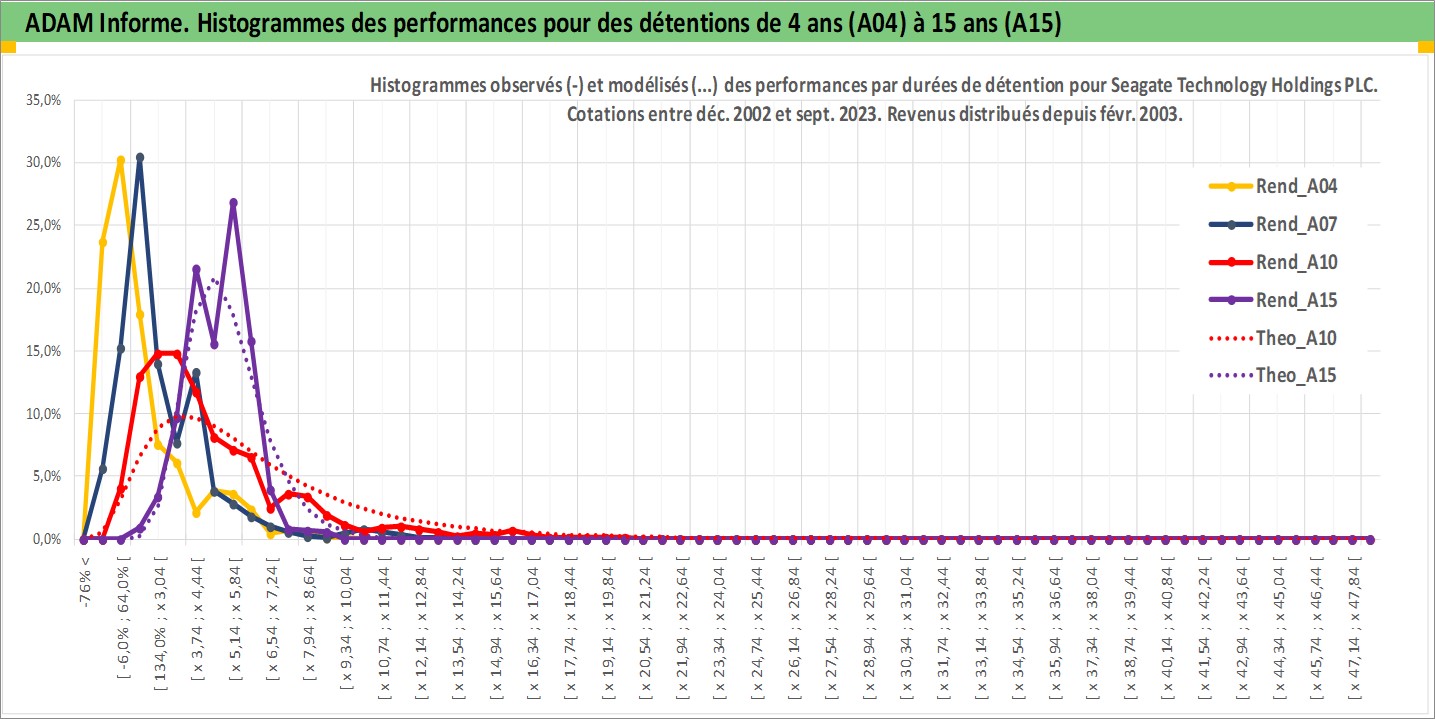 ADAM Informe. Histogrammes des performances pour des détentions de 4 ans (A04) à 15 ans (A15)
Histogrammes observés (-) et modélisés (...) des performances par durées de détention pour Seagate Technology Holdings PLC.
Cotations entre déc. 2002 et sept. 2023. Revenus distribués depuis févr. 2003.
35,0%
30,0%
25,0%
20,0%
15,0%
10,0%
5,0%
0,0%
Rend_A04
Rend_A07
Rend_A10
Rend_A15
Theo_A10
Theo_A15
-76% <
[ -6,0% ; 64,0% [
[ 134,0% ; x 3,04 [
[ x 3,74 ; x 4,44 [
[ x 5,14 ; x 5,84 [
[ x 6,54 ; x 7,24 [
[ x 7,94 ; x 8,64 [
[ x 9,34 ; x 10,04 [
[ x 10,74 ; x 11,44 [
[ x 12,14 ; x 12,84 [
[ x 13,54 ; x 14,24 [
[ x 14,94 ; x 15,64 [
[ x 16,34 ; x 17,04 [
[ x 17,74 ; x 18,44 [
[ x 19,14 ; x 19,84 [
[ x 20,54 ; x 21,24 [
[ x 21,94 ; x 22,64 [
[ x 23,34 ; x 24,04 [
[ x 24,74 ; x 25,44 [
[ x 26,14 ; x 26,84 [
[ x 27,54 ; x 28,24 [
[ x 28,94 ; x 29,64 [
[ x 30,34 ; x 31,04 [
[ x 31,74 ; x 32,44 [
[ x 33,14 ; x 33,84 [
[ x 34,54 ; x 35,24 [
[ x 35,94 ; x 36,64 [
[ x 37,34 ; x 38,04 [
[ x 38,74 ; x 39,44 [
[ x 40,14 ; x 40,84 [
[ x 41,54 ; x 42,24 [
[ x 42,94 ; x 43,64 [
[ x 44,34 ; x 45,04 [
[ x 45,74 ; x 46,44 [
[ x 47,14 ; x 47,84 [